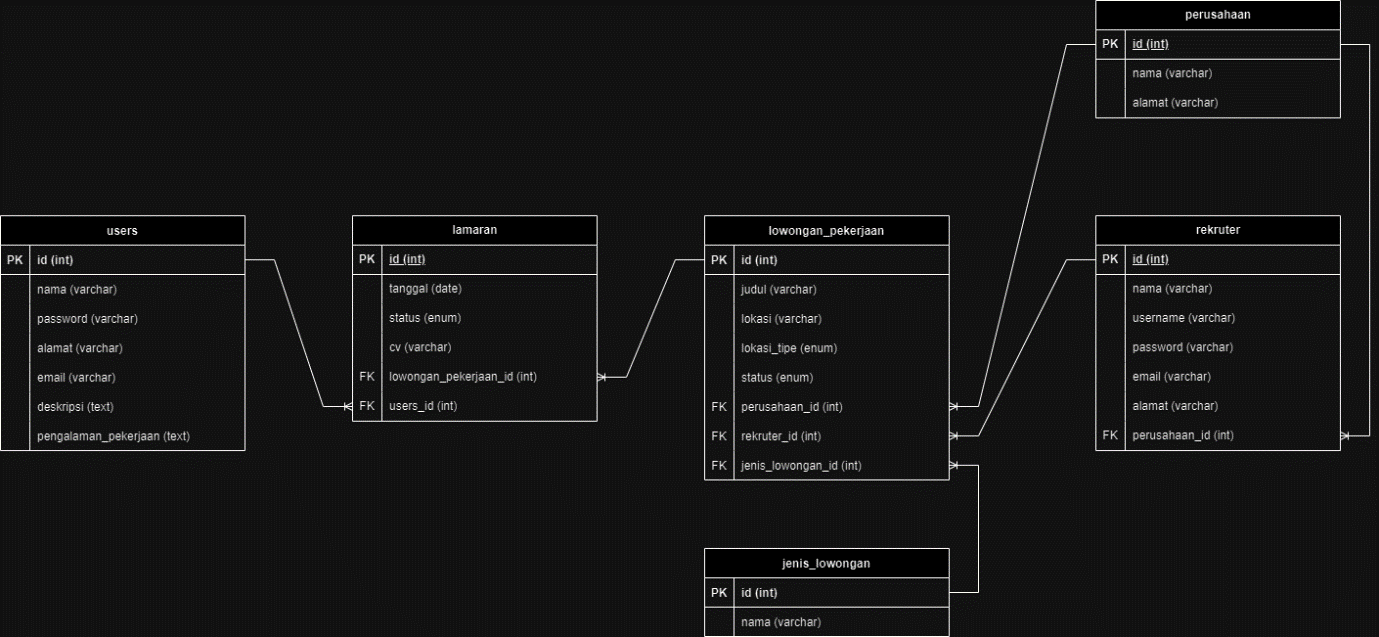 perusahaan
PK id (int)
nama (varchar)
alamat (varchar)
users
PK id (int)
nama (varchar)
password (varchar)
alamat (varchar)
email (varchar)
deskripsi (text)
pengalaman_pekerjaan (text)
lamaran
PK id (int)
tanggal (date)
status (enum)
cv (varchar)
FK lowongan_pekerjaan_id (int)
FK users_id (int)
lowongan_pekerjaan
PK id (int)
judul (varchar)
lokasi (varchar)
lokasi_tipe (enum)
status (enum)
FK perusahaan_id (int)
FK rekruter_id (int)
FK jenis_lowongan_id (int)
rekruter
PK id (int)
nama (varchar)
username (varchar)
password (varchar)
email (varchar)
alamat (varchar)
FK perusahaan_id (int)
jenis_lowongan
PK id (int)
nama (varchar)